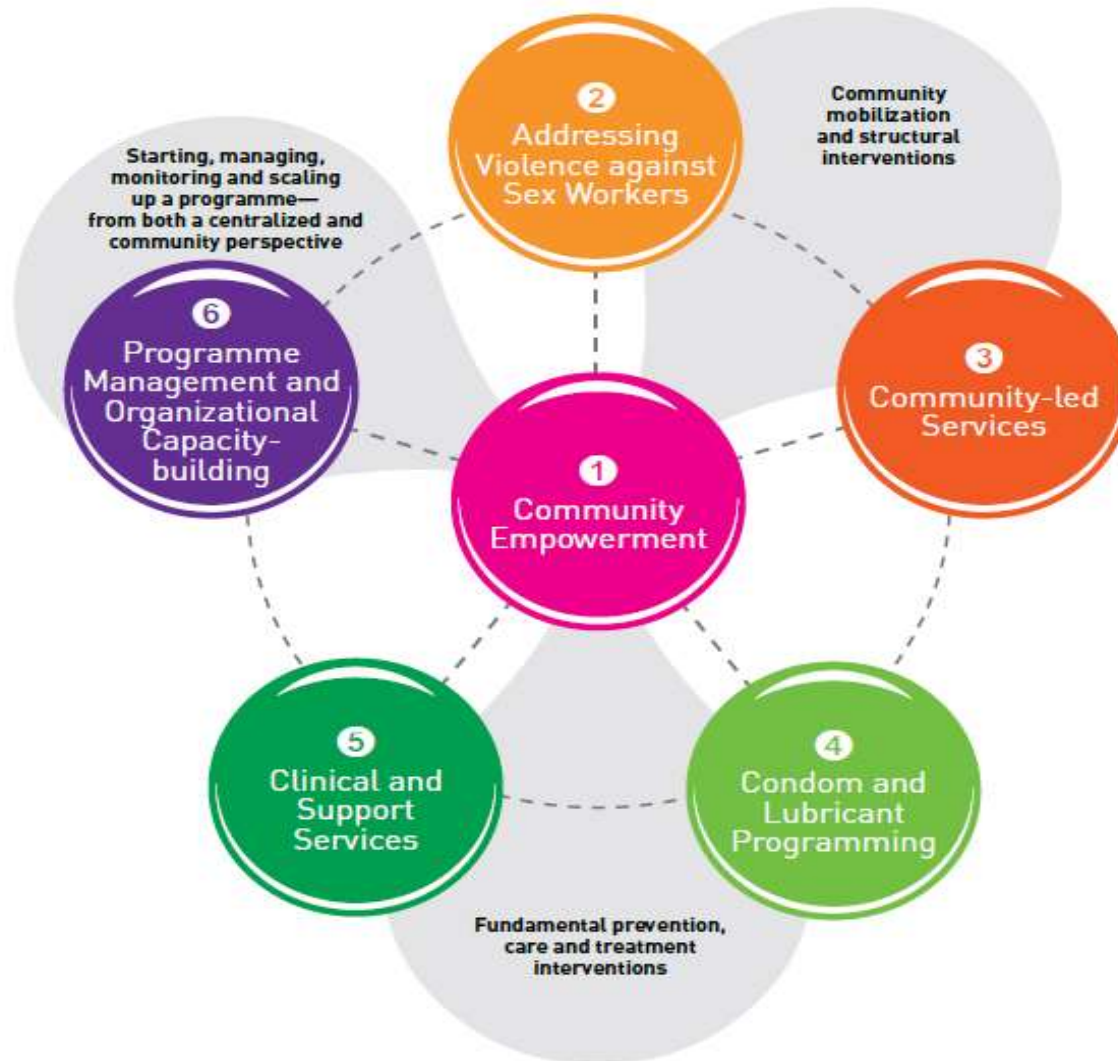 2
Addressing
Violence against
Sex Workers
Community
mobilization
and structural
interventions
Starting, managing,
monitoring and scaling
up a programme—
from both a centralized and
community perspective
6
Programme
Management and
Organizational
Capacity-
building
3
Community-led
Services
1
Community
Empowerment
5
Clinical and
Support
Services
4
Condom and
Lubricant
Programming
Fundamental prevention,
care and treatment
interventions